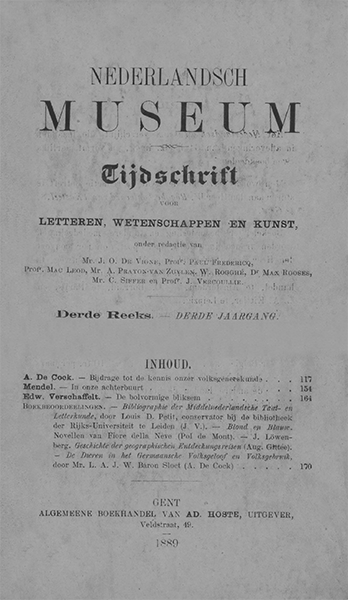 NEDERLANDSCH
MUSEUM
Tijdschrift
VOOR
LETTEREN, WETENSCHAPPEN EN KUNST,
onder redactie van
Mr. J. O. De Vigne, Profr. Paul Fredericq,
Profr. Mac Leod, Mr. A. Prayon-van Zuylen, W. Rogghé, Dr Max Rooses,
Mr. C. Siffer en Profr. J. Vercoullie.
Derde Reeks. — DERDE JAARGANG.
INHOUD.
A. De Cock. — Bijdrage tot de kennis onzer volksgeneeskunde . . . 117
Mendel. — In onze achterbuurt . . . . . . . 154
Edw. Verschaffelt. — De bolvormige bliksem . . . . . 164
BOEKBEOORDEELINGEN. — Bibliographie der Middelnederlandsche Taal- en
Letterkunde, door Louis D. Petit, conservator bij de bibliotheek
der Rijks-Universiteit te Leiden (J. V.). — Blond en Blauw.
Novellen van Fiore della Neve (Pol de Mont). — J. Löwen-
berg. Geschichte der geographischen Entdeckungsreisen (Aug. Gittée).
— De Dieren in het Germaansche Volksgeloof en Volksgebruik,
door Mr. L. A. J. W. Baron Sloet (A. De Cock) . . . . . 170
GENT
ALGEMEENE BOEKHANDEL VAN AD. HOSTE, UITGEVER,
Veldstraat, 49.
1889